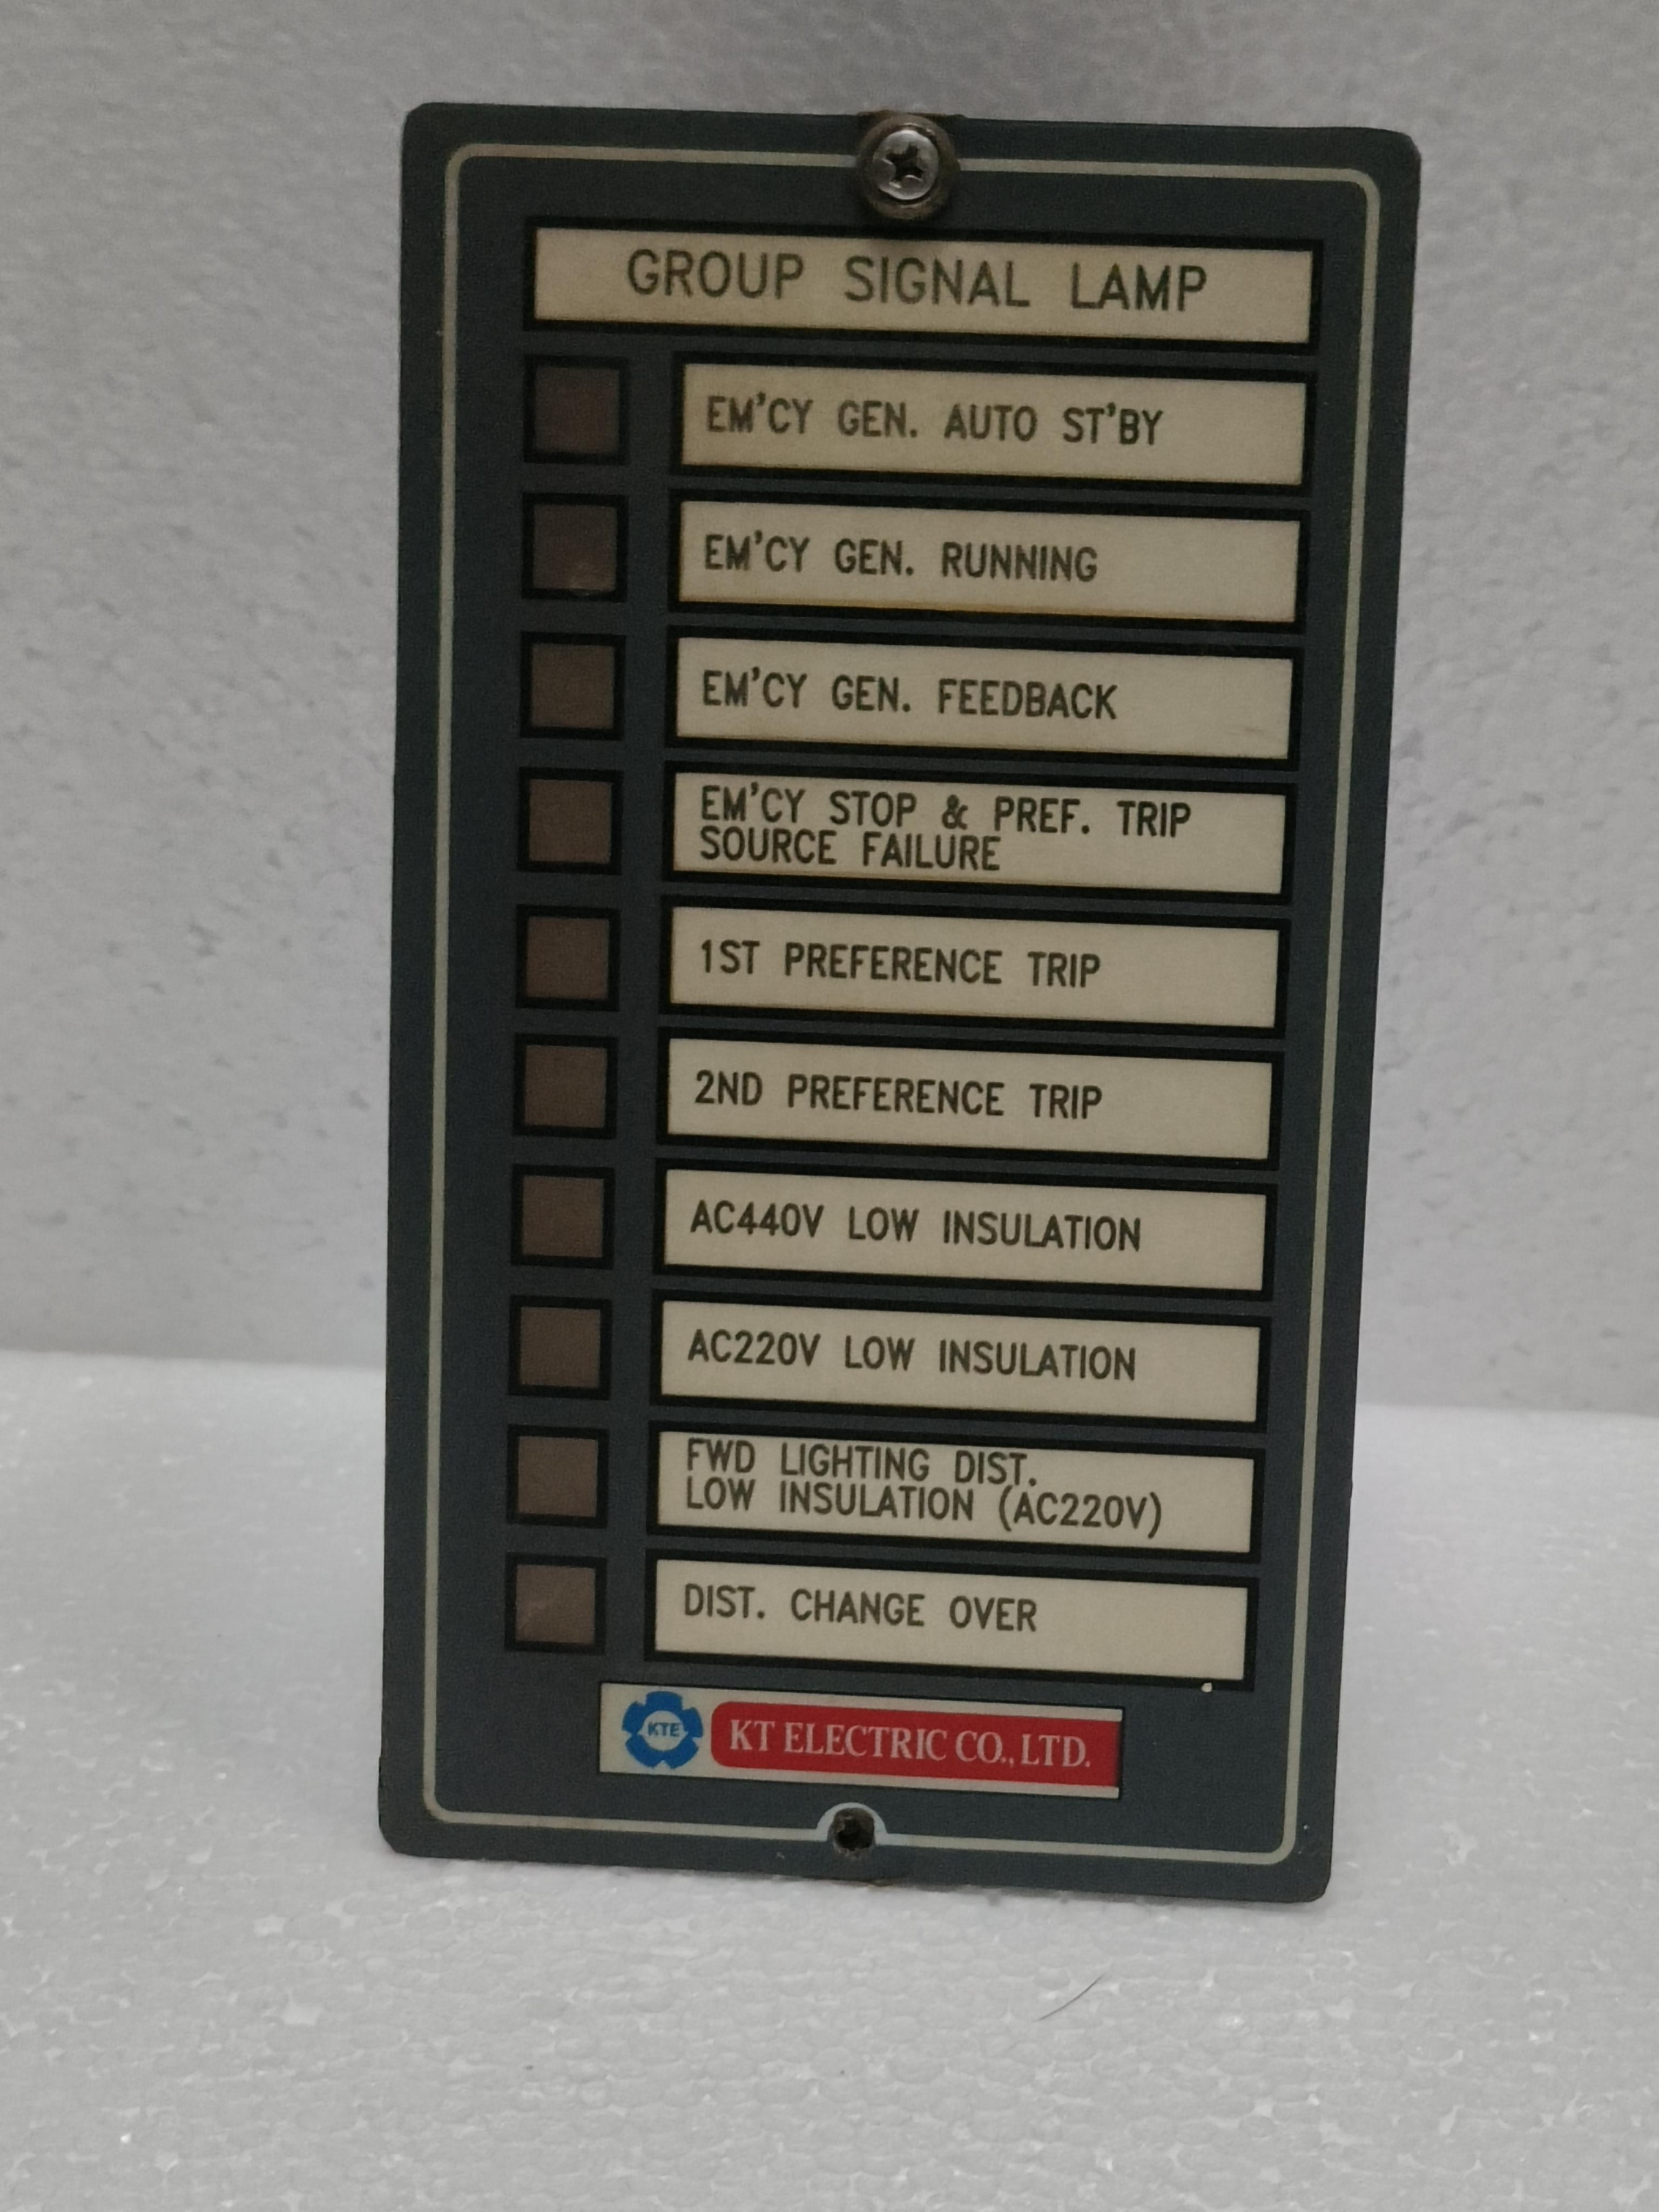 GROUP SIGNAL LAMP
EM'CY GEN. AUTO ST'BY
EM'CY GEN. RUNNING
EM'CY GEN. FEEDBACK
EM'CY STOP & PREF. TRIP
SOURCE FAILURE
1ST PREFERENCE TRIP
2ND PREFERENCE TRIP
AC440V LOW INSULATION
AC220V LOW INSULATION
FWD LIGHTING DIST.
LOW INSULATION (AC220V)
DIST. CHANGE OVER
KTE KT ELECTRIC CO., LTD.